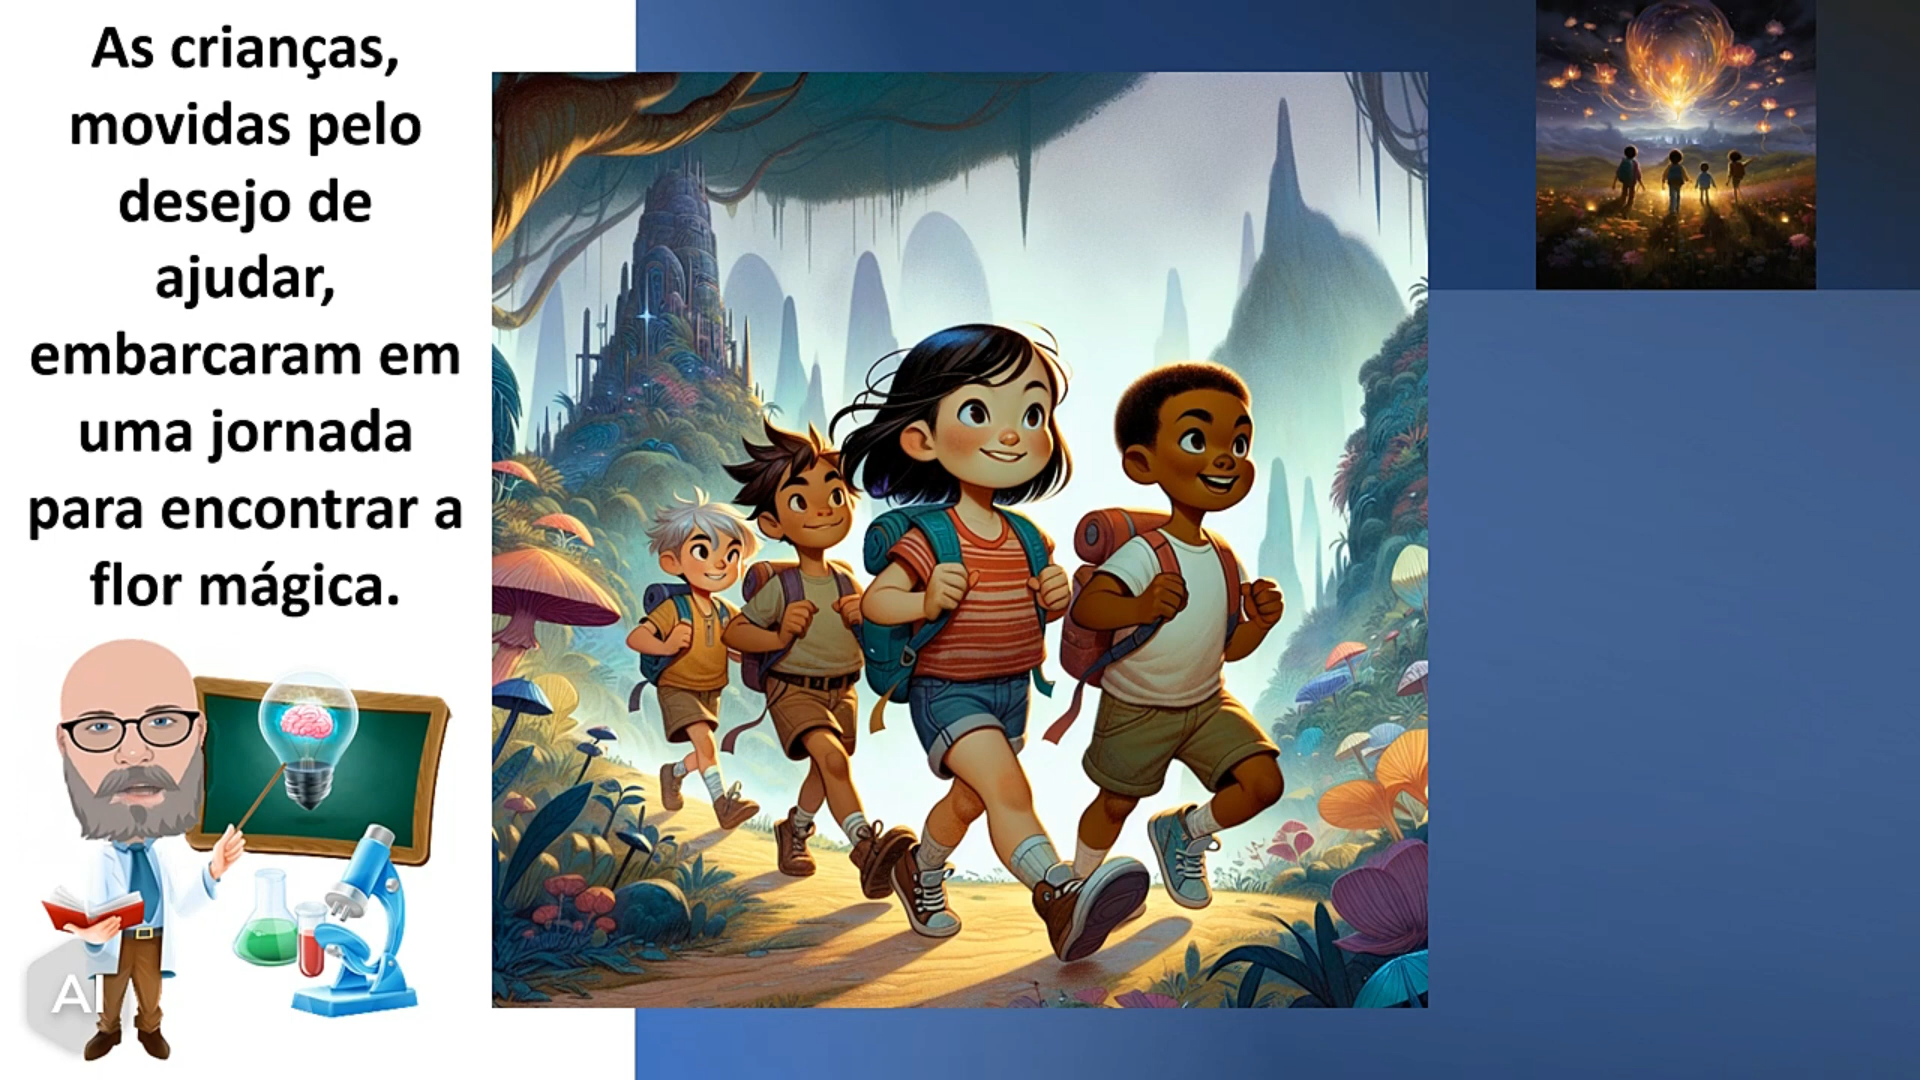 As crianças,
movidas pelo
desejo de
ajudar,
embarcaram em
uma jornada
para encontrar a
flor mágica.
AI